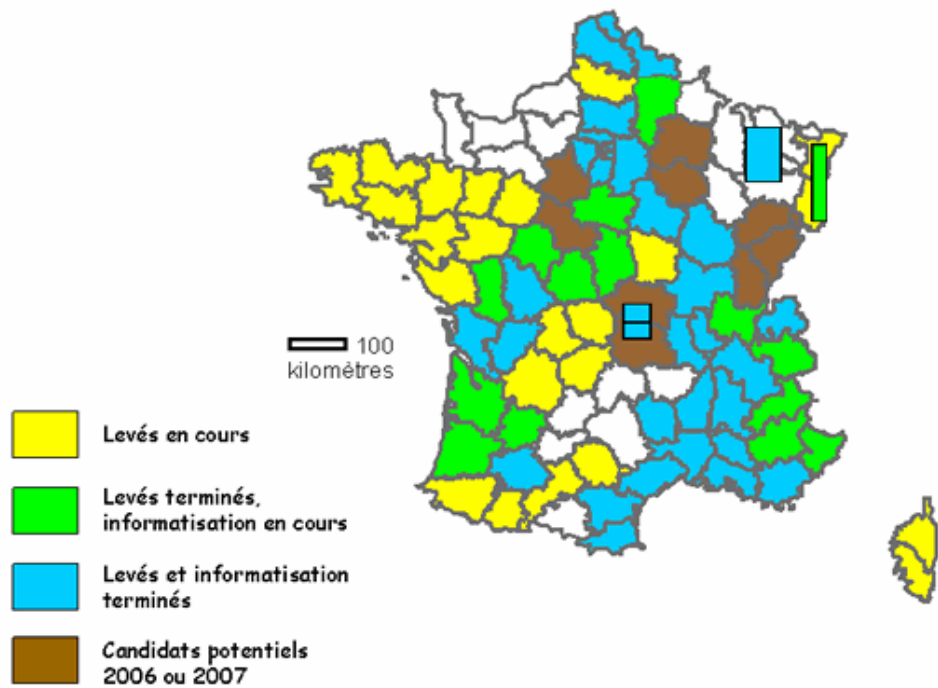 100
kilomètres
Levés en cours
Levés terminés,
informatisation en cours
Levés et informatisation
terminés
Candidats potentiels
2006 ou 2007